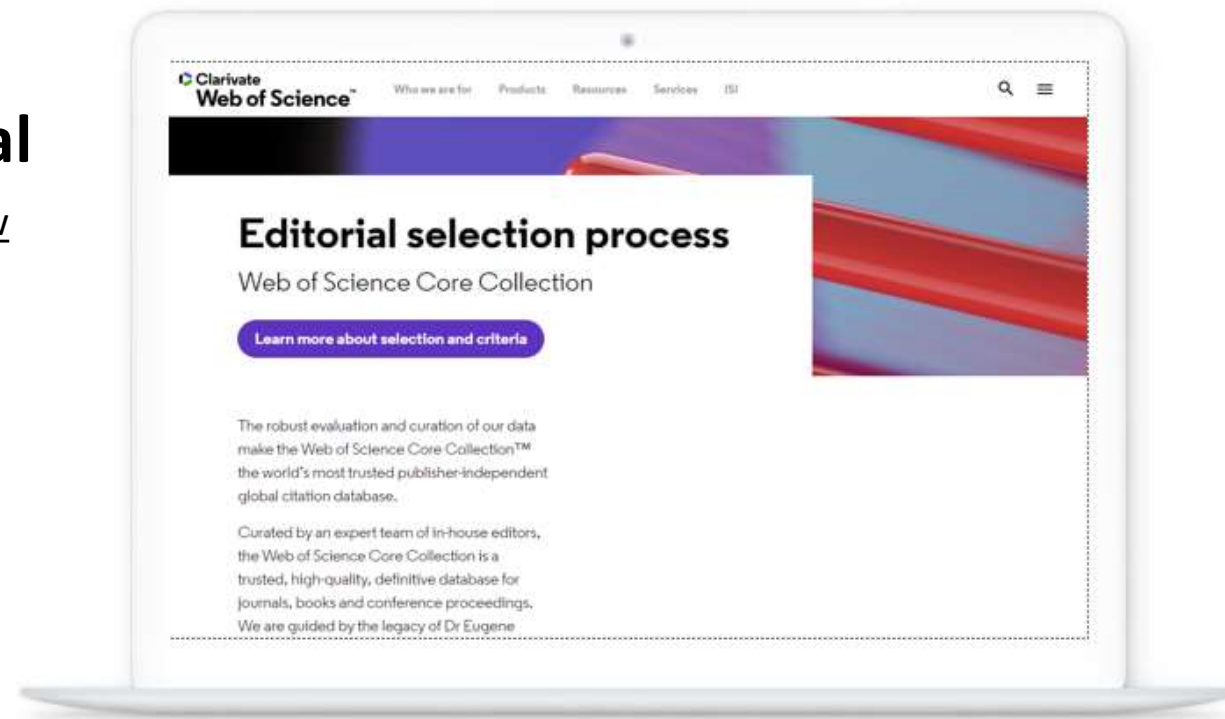 al
Clarivate
Web of Science™
Who we are for Products Resources Services ISI
Editorial selection process
Web of Science Core Collection
Learn more about selection and criteria
The robust evaluation and curation of our data
make the Web of Science Core Collection™
the world's most trusted publisher-independent
global citation database.
Curated by an expert team of in-house editors,
the Web of Science Core Collection is a
trusted, high-quality, definitive database for
journals, books and conference proceedings.
We are guided by the legacy of Dr Eugene